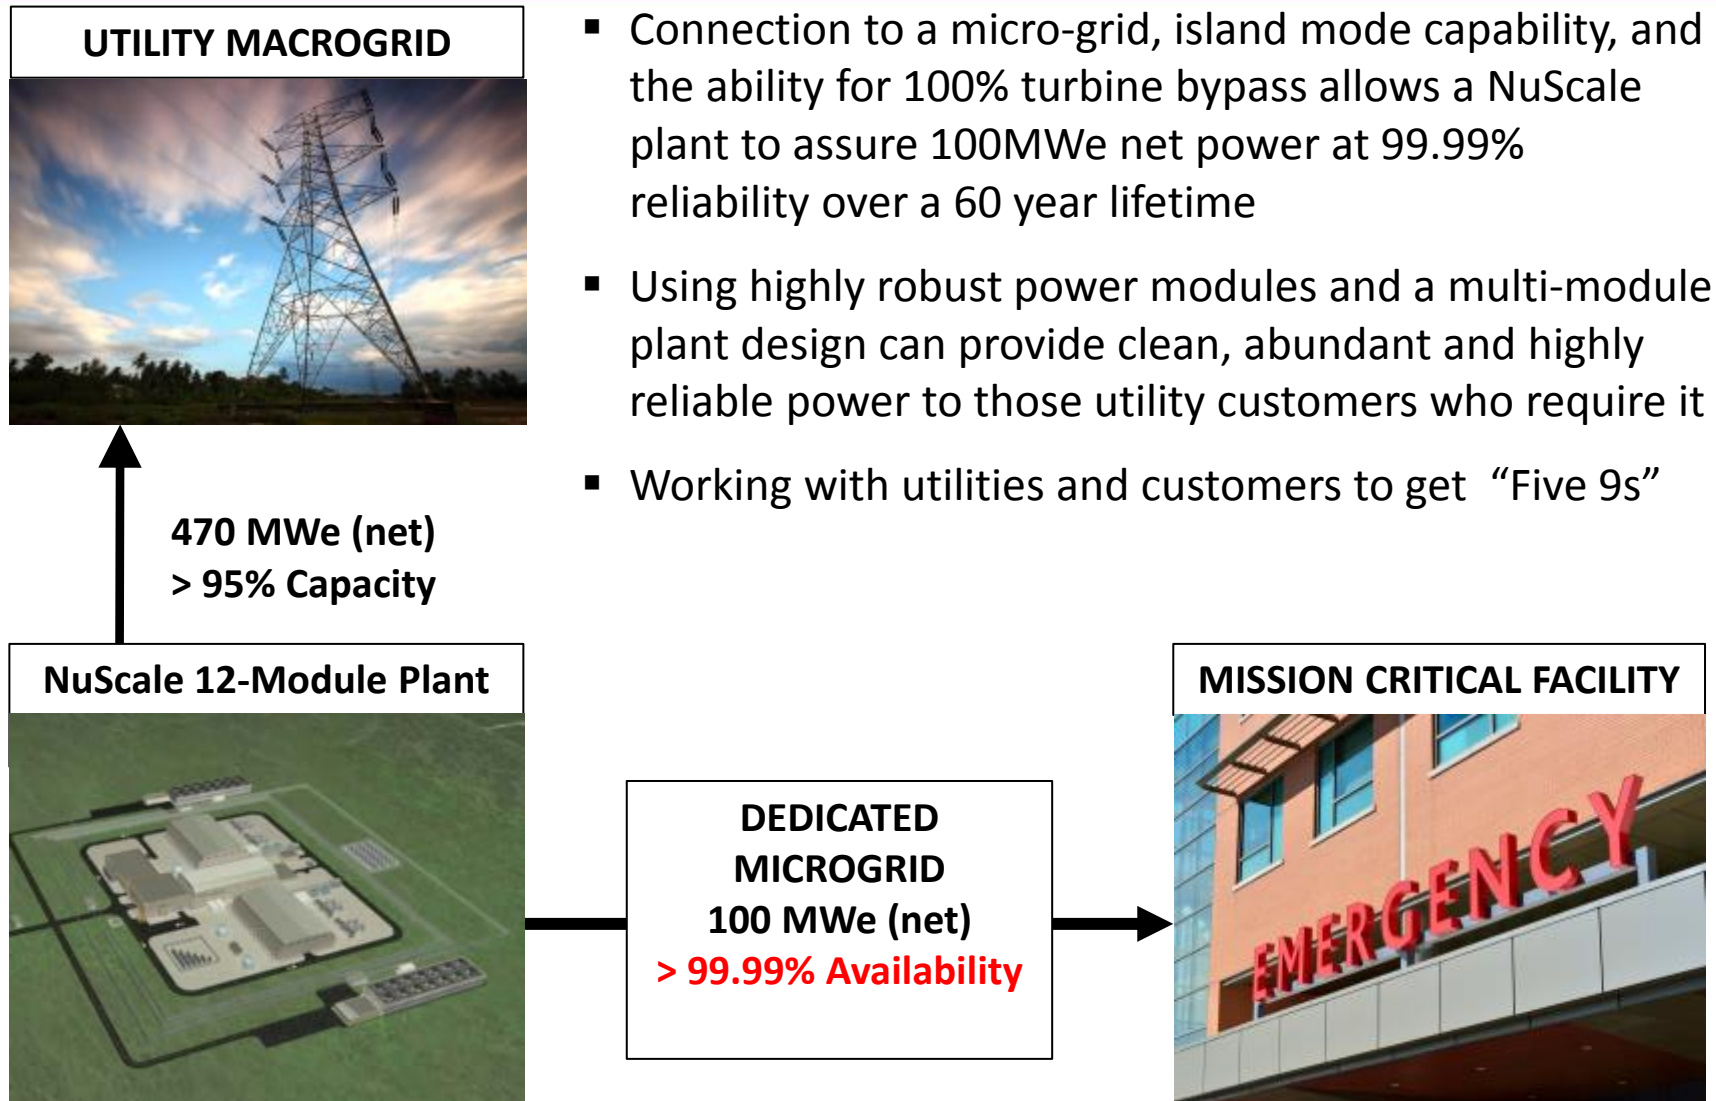 UTILITY MACROGRID
▪ Connection to a micro-grid, island mode capability, and
the ability for 100% turbine bypass allows a NuScale
plant to assure 100MWe net power at 99.99%
reliability over a 60 year lifetime
▪ Using highly robust power modules and a multi-module
plant design can provide clean, abundant and highly
reliable power to those utility customers who require it
▪ Working with utilities and customers to get “Five 9s”
470 MWe (net)
> 95% Capacity
NuScale 12-Module Plant
DEDICATED
MICROGRID
100 MWe (net)
> 99.99% Availability
MISSION CRITICAL FACILITY
EMERGENCY